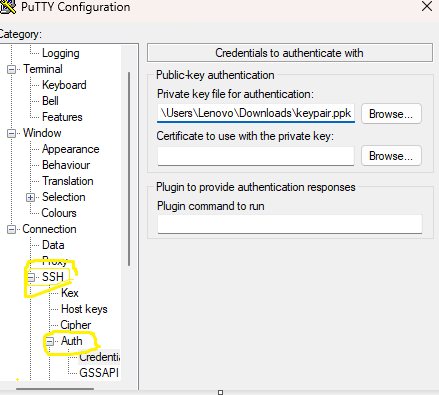 PuTTY Configuration
Category:
Logging
Terminal
Keyboard
Bell
Features
Window
Appearance
Behaviour
Translation
Selection
Colours
Connection
Data
Proxy
SSH
Kex
Host keys
Cipher
Auth
Credentia
GSSAPI
Credentials to authenticate with
Public-key authentication
Private key file for authentication:
\Users\Lenovo\Downloads\keypair.ppk
Browse...
Certificate to use with the private key:
Browse...
Plugin to provide authentication responses
Plugin command to run